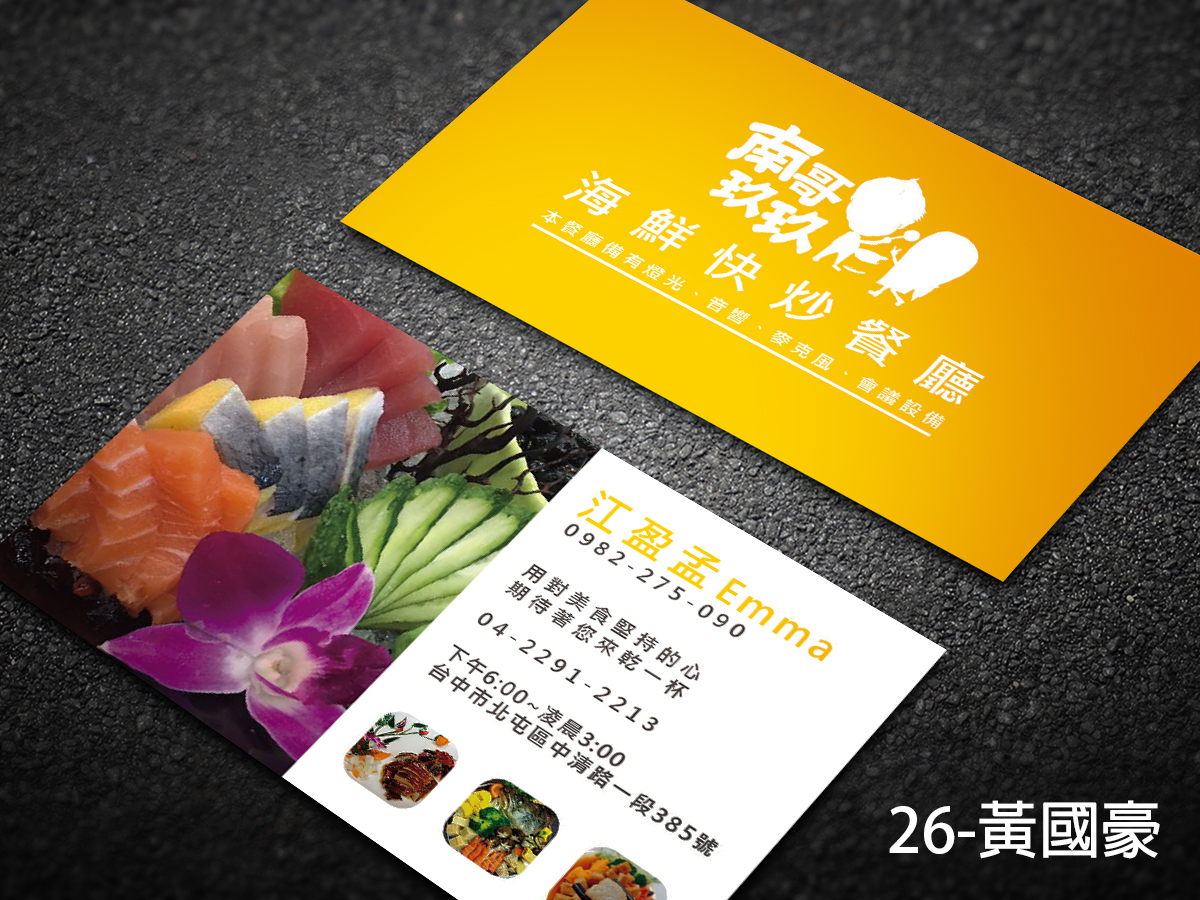 南哥
玖玖
海鮮快炒餐廳
本餐廳備有燈光、音響、麥克風、會議設備
江盈孟Emma
0982-275-090
用對美食堅持的心
期待著您來乾一杯
04-2291-2213
下午6:00~凌晨3:00
台中市北屯區中清路一段385號
26-黃國豪